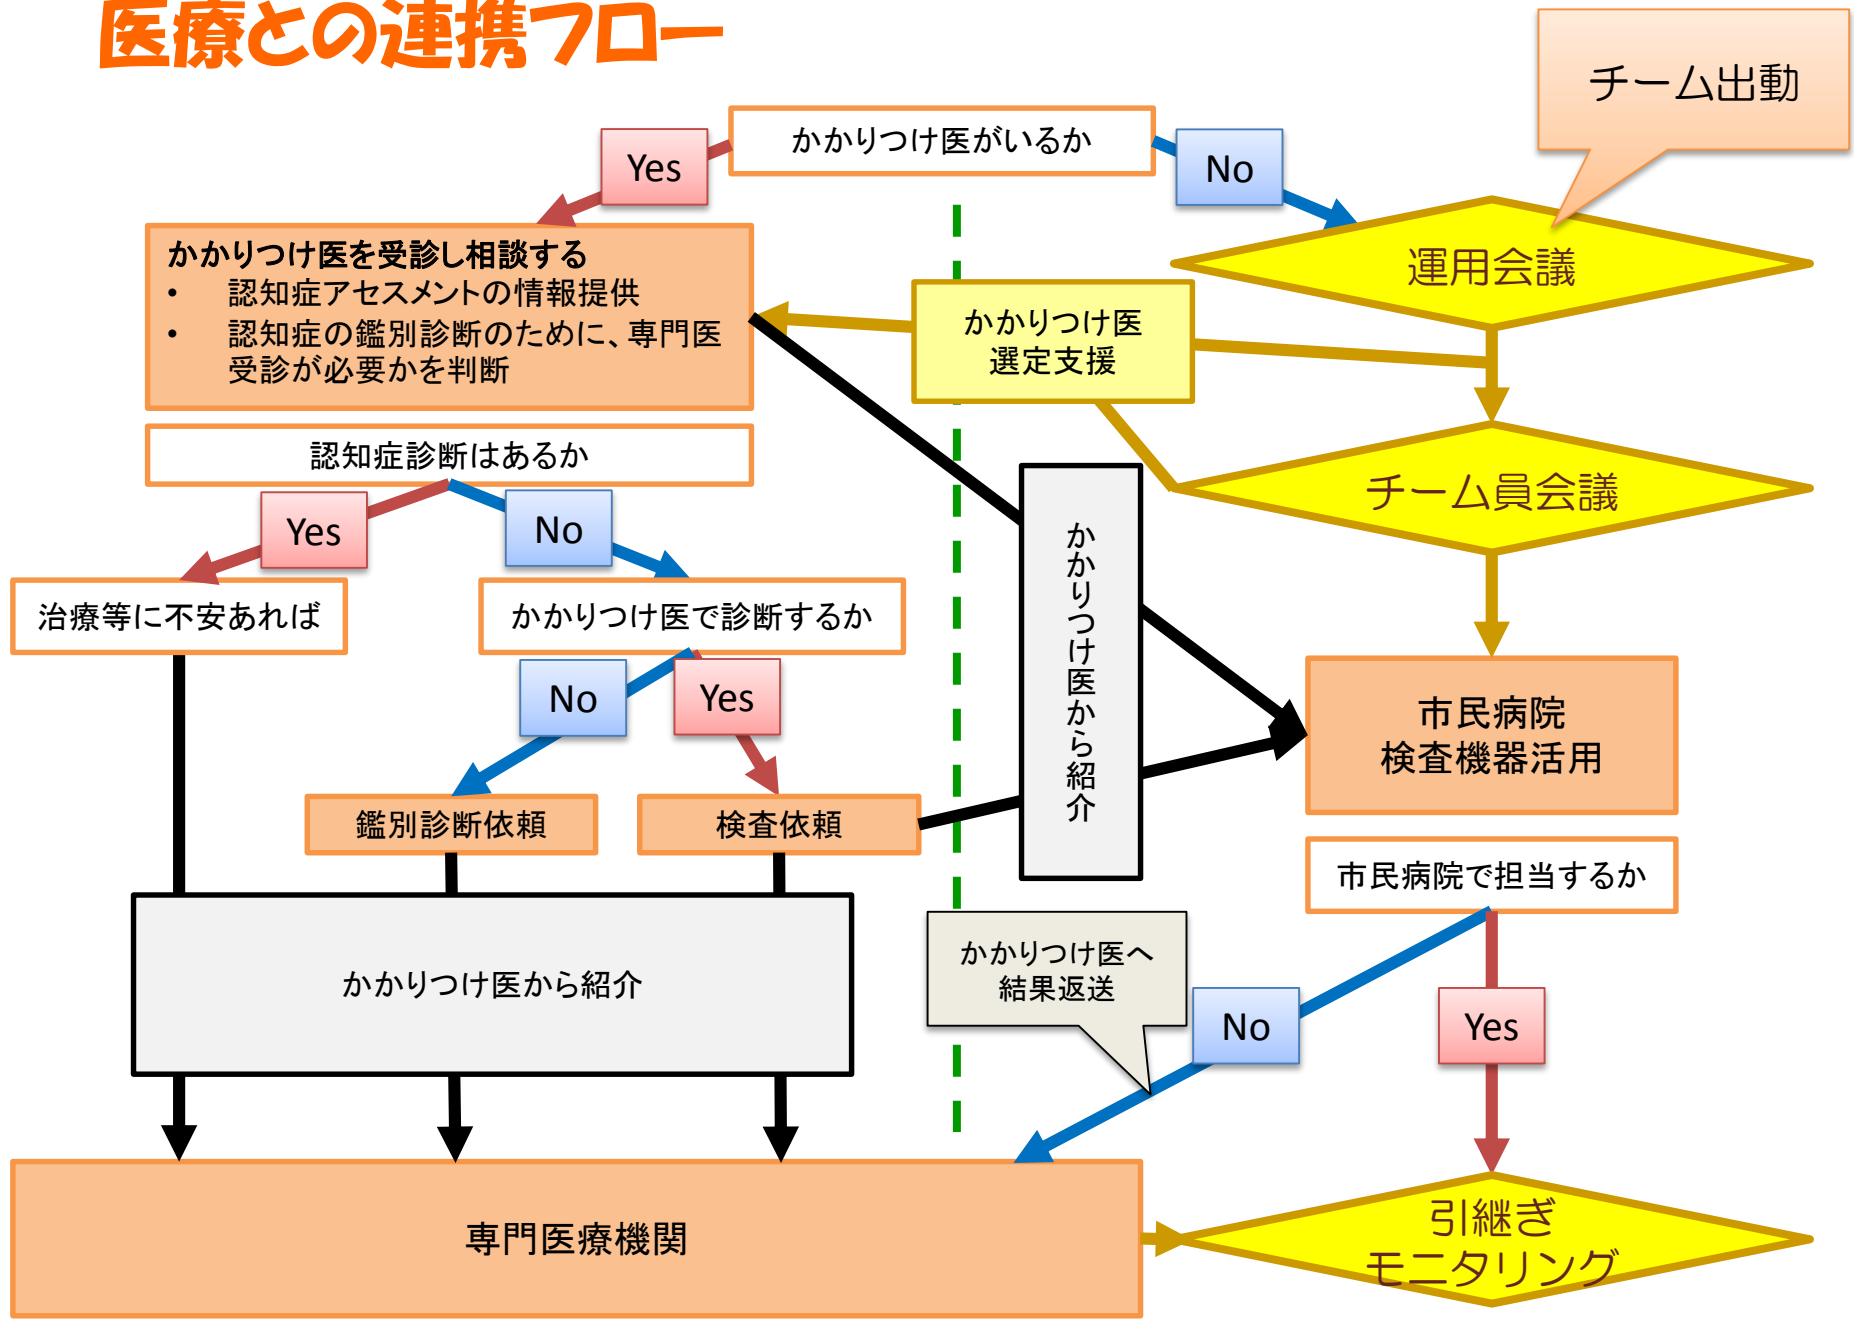 医療との連携フロー
チーム出動
かかりつけ医がいるか
Yes
No
運用会議
かかりつけ医を受診し相談する
• 認知症アセスメントの情報提供
• 認知症の鑑別診断のために、専門医
受診が必要かを判断
かかりつけ医
選定支援
認知症診断はあるか
チーム員会議
Yes
No
かかりつけ医から紹介
治療等に不安あれば
かかりつけ医で診断するか
No
Yes
市民病院
検査機器活用
鑑別診断依頼
検査依頼
市民病院で担当するか
かかりつけ医から紹介
かかりつけ医へ
結果返送
No
Yes
専門医療機関
引継ぎ
モニタリング